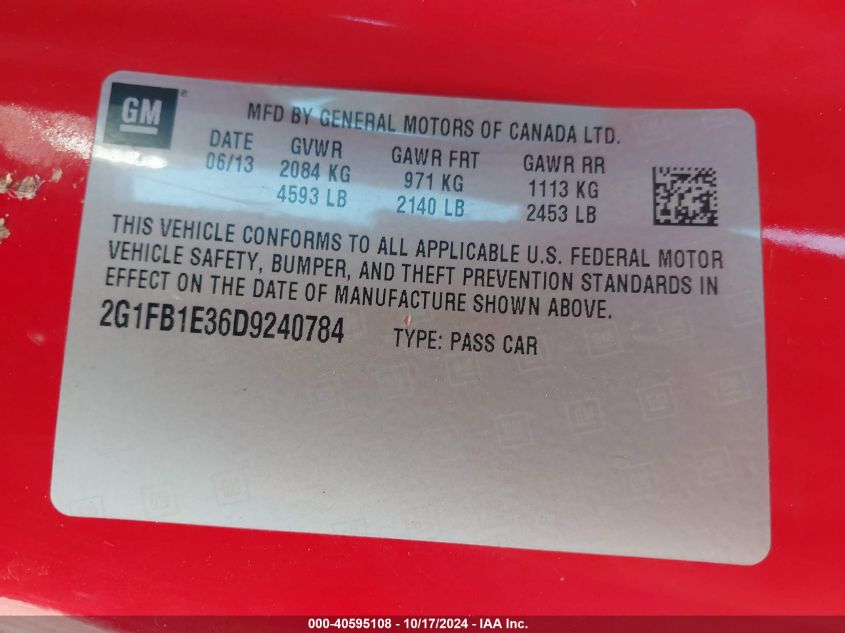 GM ®
MFD BY GENERAL MOTORS OF CANADA LTD.
DATE GVWR GAWR FRT GAWR RR
06/13 2084 KG 971 KG 1113 KG
4593 LB 2140 LB 2453 LB
THIS VEHICLE CONFORMS TO ALL APPLICABLE U.S. FEDERAL MOTOR
VEHICLE SAFETY, BUMPER, AND THEFT PREVENTION STANDARDS IN
EFFECT ON THE DATE OF MANUFACTURE SHOWN ABOVE.
2G1FB1E36D9240784 TYPE: PASS CAR
000-40595108 - 10/17/2024 - IAA Inc.